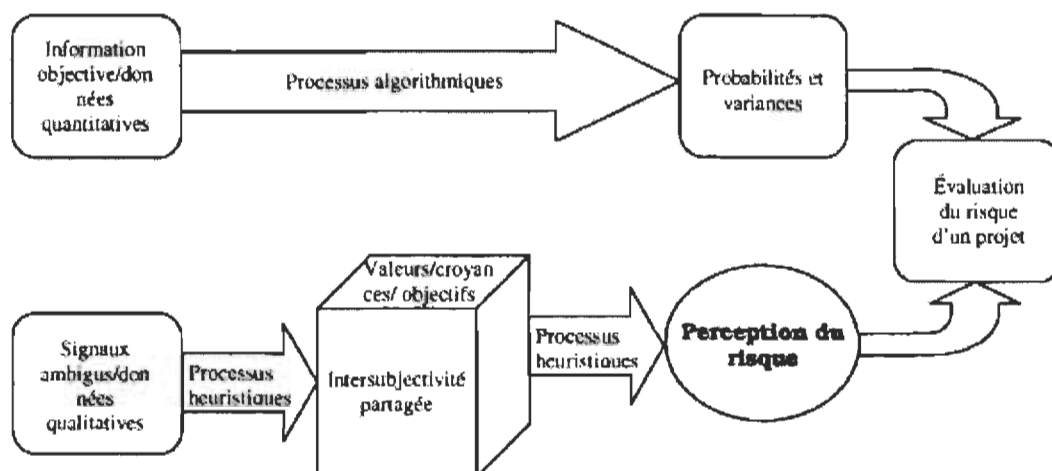 Information
objective/don
nées
quantitatives
Processus algorithmiques
Probabilités et
variances
Évaluation
du risque
d'un projet
Signaux
ambigus/don
nées
qualitatives
Processus
heuristiques
Valeurs/croyan
ces/ objectifs
Intersubjectivité
partagée
Processus
heuristiques
Perception du
risque